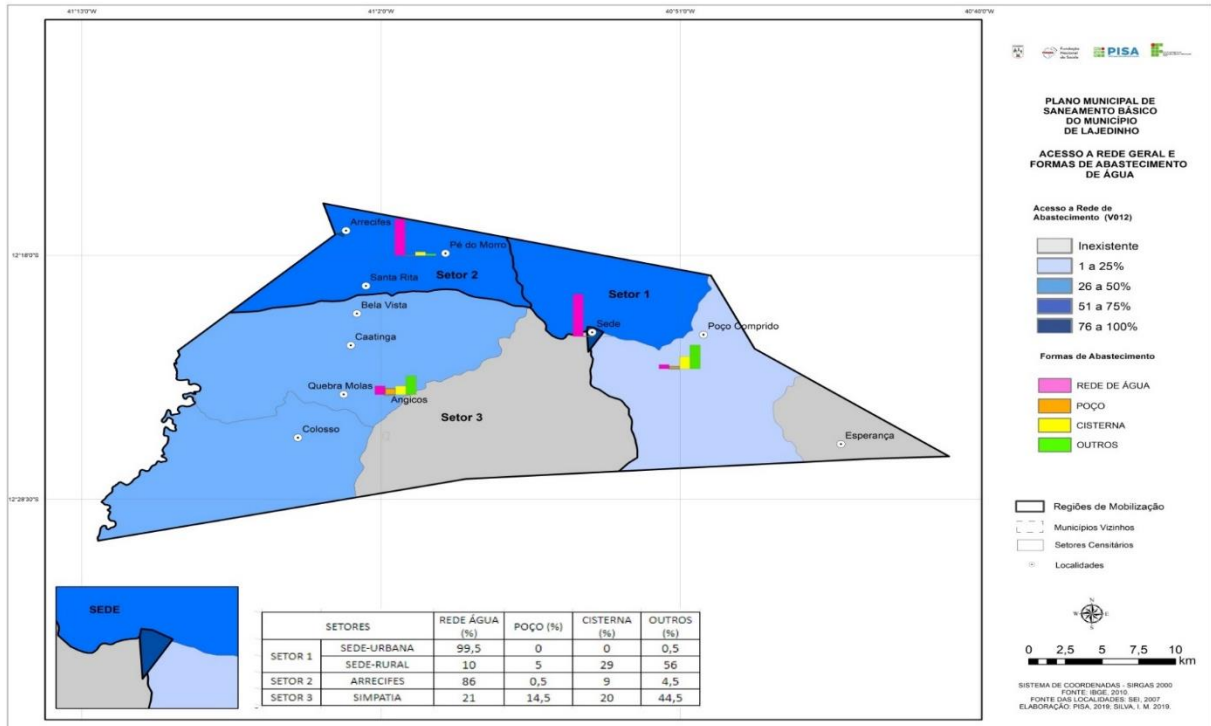 41°13'0"W 41°2'0"W 40°51'0"W 40°40'0"W
12°18'0"S
12°28'30"S
Arrecifes
Pé do Morro
Santa Rita
Setor 2
Bela Vista
Setor 1
Sede
Poço Comprido
Caatinga
Quebra Molas
Angicos
Setor 3
Colosso
Esperança
SEDE
SETORES REDE ÁGUA (%) POÇO (%) CISTERNA (%) OUTROS (%)
SETOR 1 SEDE-URBANA 99,5 0 0 0,5
SEDE-RURAL 10 5 29 56
SETOR 2 ARRECIFES 86 0,5 9 4,5
SETOR 3 SIMPATIA 21 14,5 20 44,5
Fundação
Nacional
de Saúde
PISA
PLANO MUNICIPAL DE
SANEAMENTO BÁSICO
DO MUNICÍPIO
DE LAJEDINHO
ACESSO A REDE GERAL E
FORMAS DE ABASTECIMENTO
DE ÁGUA
Acesso a Rede de
Abastecimento (V012)
Inexistente
1 a 25%
26 a 50%
51 a 75%
76 a 100%
Formas de Abastecimento
REDE DE ÁGUA
POÇO
CISTERNA
OUTROS
Regiões de Mobilização
Municípios Vizinhos
Setores Censitários
Localidades
N
W E
S
0 2,5 5 7,5 10
km
SISTEMA DE COORDENADAS - SIRGAS 2000
FONTE: IBGE, 2010.
FONTE DAS LOCALIDADES: SEI, 2007
ELABORAÇÃO: PISA, 2019; SILVA, I. M. 2019.